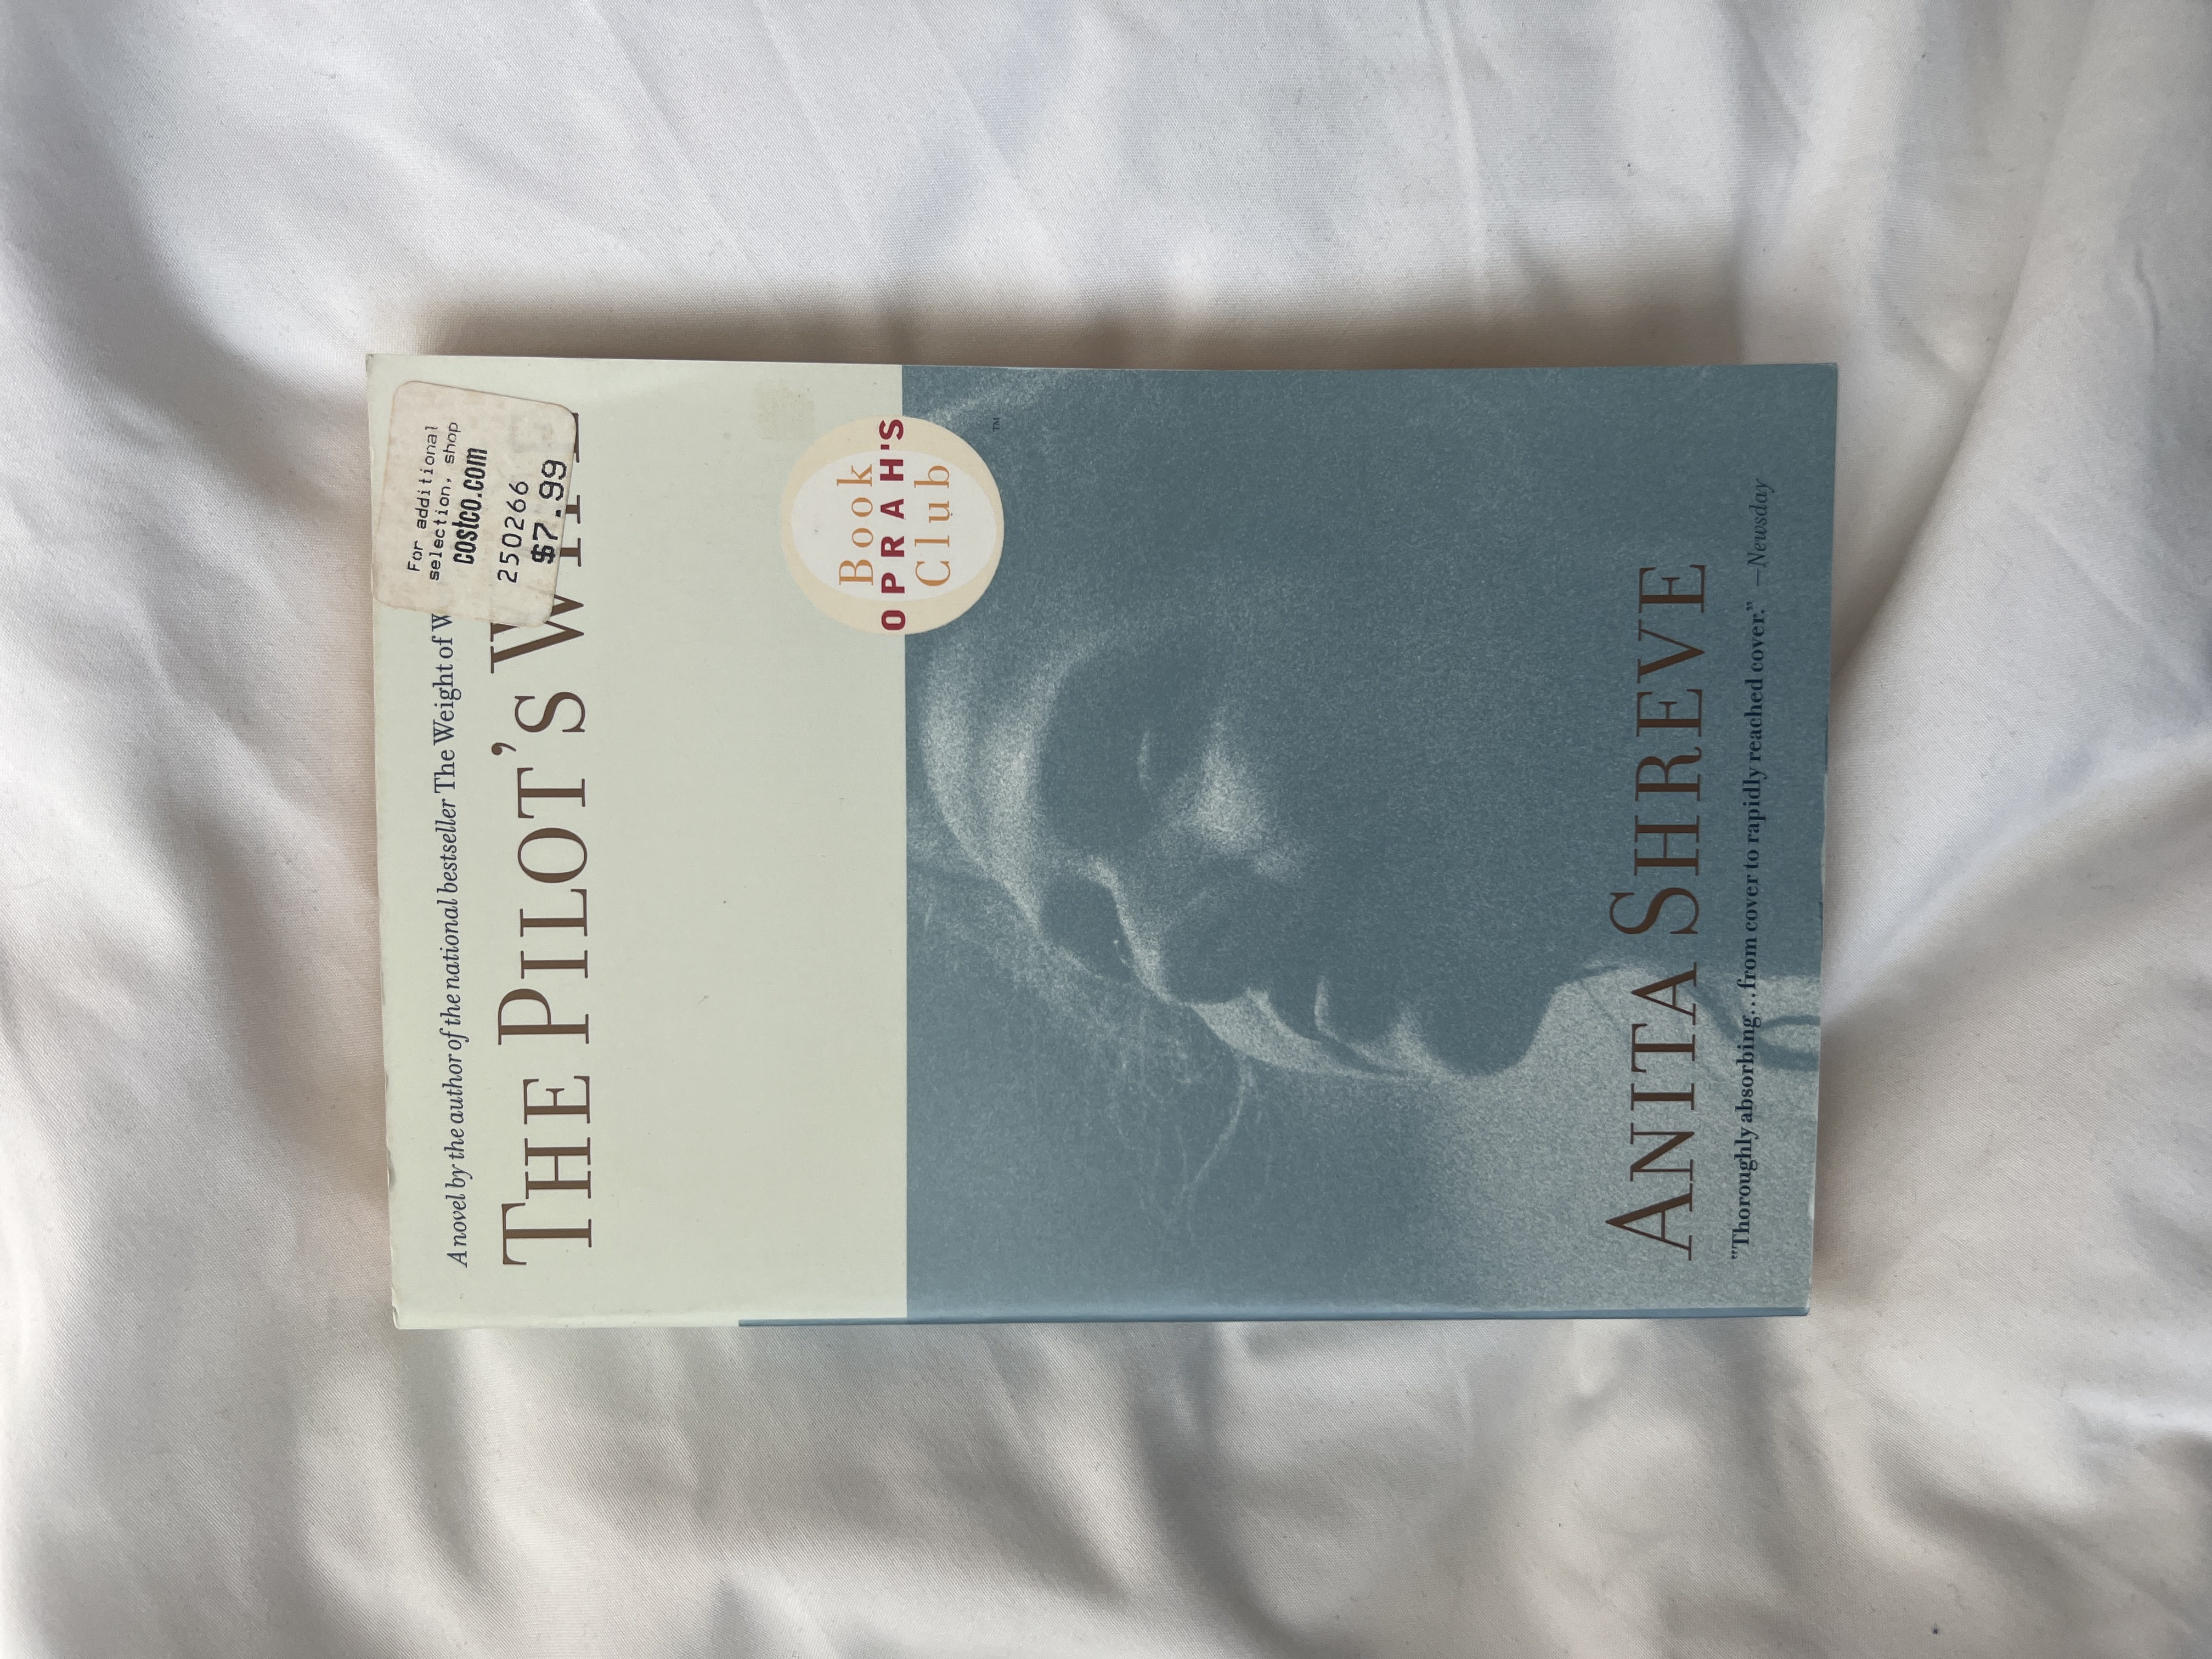 For additional
selection, shop
costco.com
250266
$7.99
A novel by the author of the national bestseller The Weight of W
THE PILOT'S
Book
OPRAH'S
Club
TM
ANITA SHREVE
"Thoroughly absorbing...from cover to rapidly reached cover." —Newsday